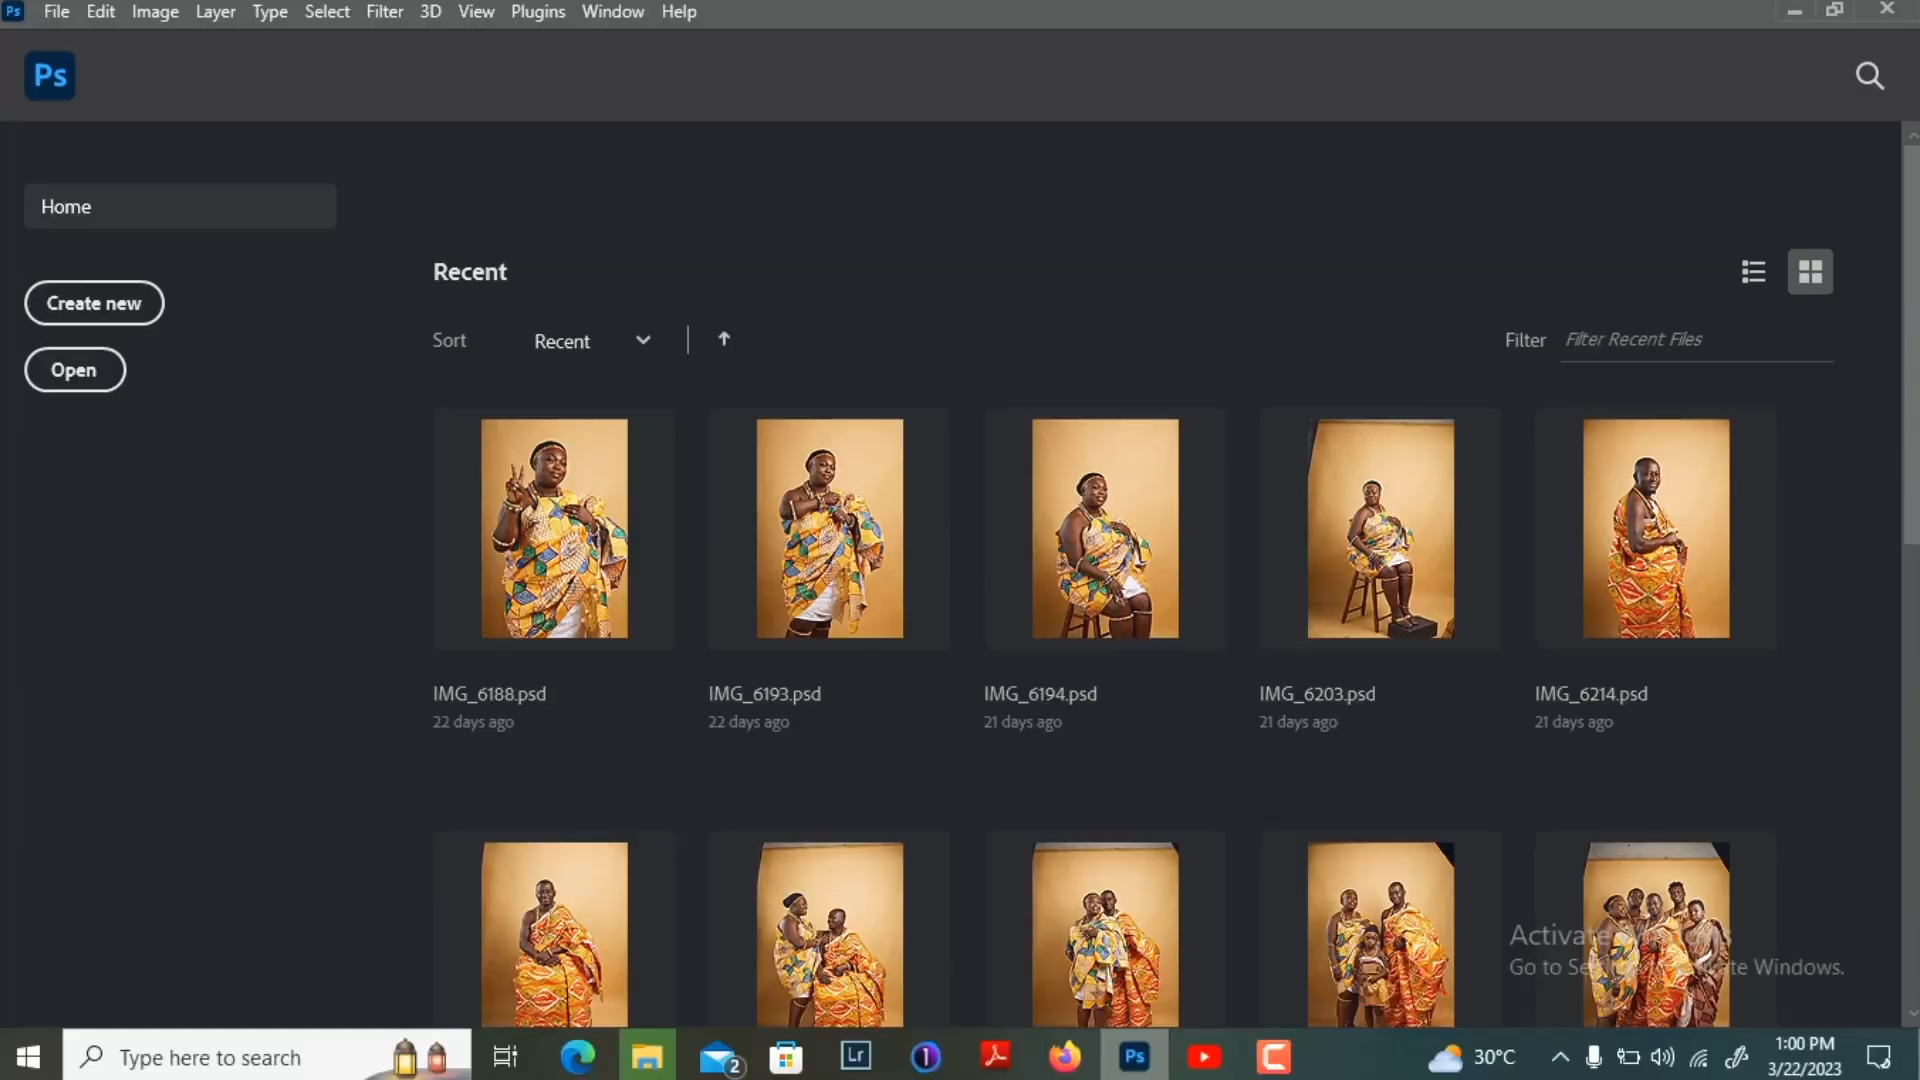 Ps File Edit Image Layer Type Select Filter 3D View Plugins Window Help
Ps
Home
Create new
Open
Recent
Sort Recent Filter Filter Recent Files
IMG_6188.psd IMG_6193.psd IMG_6194.psd IMG_6203.psd IMG_6214.psd
22 days ago 22 days ago 21 days ago 21 days ago 21 days ago
Activate
Go to Windows.
Type here to search 2 Lr 1 Ps 30°C 1:00 PM
3/22/2023